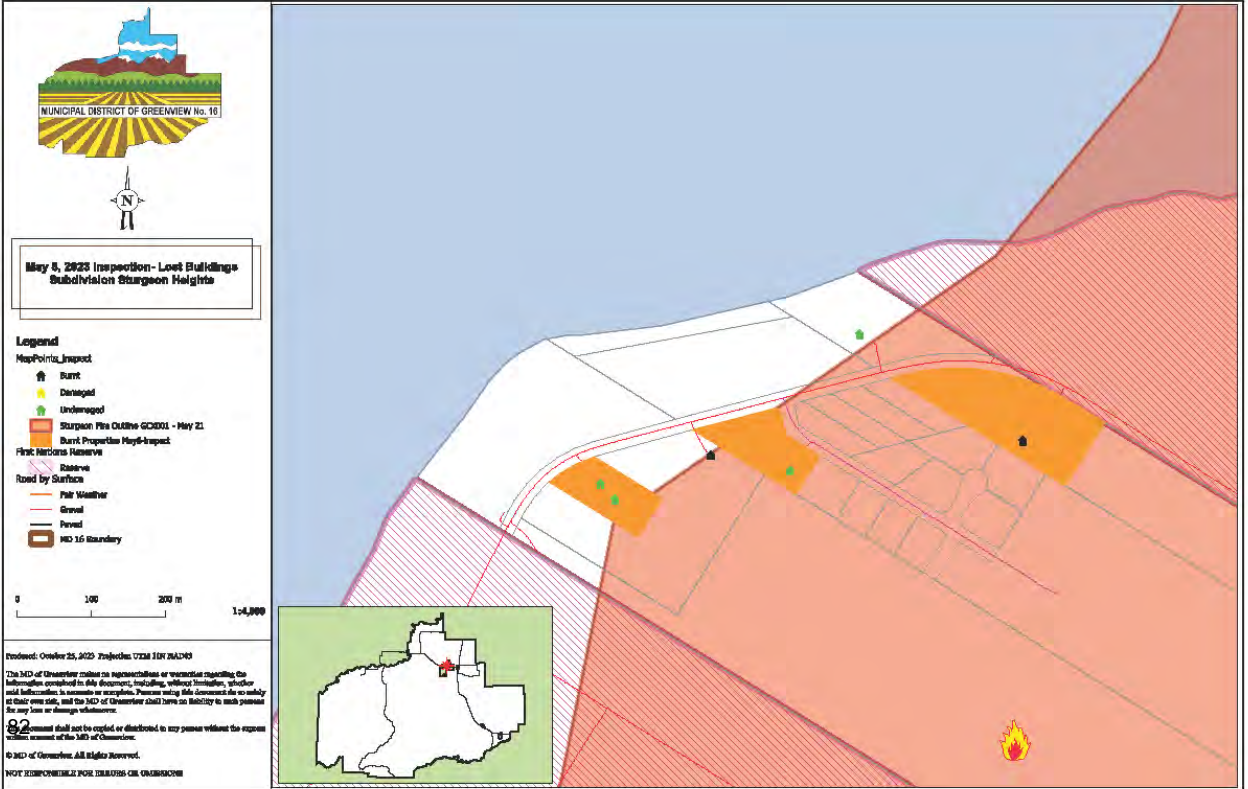 MUNICIPAL DISTRICT OF GREENVIEW No. 16
N
May 5, 2023 Inspection- Lost Buildings
Subdivision Sturgeon Heights
Legend
MapPoints_Inspect
Burnt
Damaged
Undamaged
Sturgeon Fire Outline - May 21
Burnt Properties May6-Inspect
First Nations Reserve
Reserve
Road by Surface
Fair Weather
Gravel
Paved
MD 16 Boundary
0 100 200 m
1:4,000
Produced: October 25, 2023 Projection UTM 11N NAD83
The MD of Greenview makes no representations or warranties regarding the
information contained in this document, including, without limitation, whether
said information is accurate or complete. Persons using this document do so solely
at their own risk, and the MD of Greenview shall have no liability to such persons
for any loss or damage whatsoever.
82
document shall not be copied or distributed to any person without the express
written consent of the MD of Greenview.
© MD of Greenview. All Rights Reserved.
NOT RESPONSIBLE FOR ERRORS OR OMISSIONS